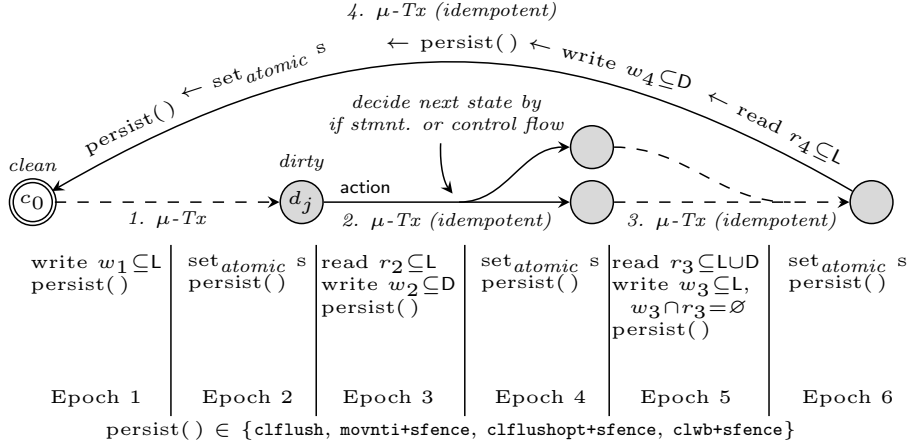 4. μ-Tx (idempotent)
persist() ← set_atomic s ← persist() ← write w₄⊆D ← read r₄⊆L
decide next state by
if stmnt. or control flow
clean
dirty
c₀
dⱼ
action
1. μ-Tx
2. μ-Tx (idempotent)
3. μ-Tx (idempotent)
write w₁⊆L
persist()
Epoch 1
set_atomic s
persist()
Epoch 2
read r₂⊆L
write w₂⊆D
persist()
Epoch 3
set_atomic s
persist()
Epoch 4
read r₃⊆L∪D
write w₃⊆L,
w₃∩r₃=∅
persist()
Epoch 5
set_atomic s
persist()
Epoch 6
persist() ∈ {clflush, movnti+sfence, clflushopt+sfence, clwb+sfence}